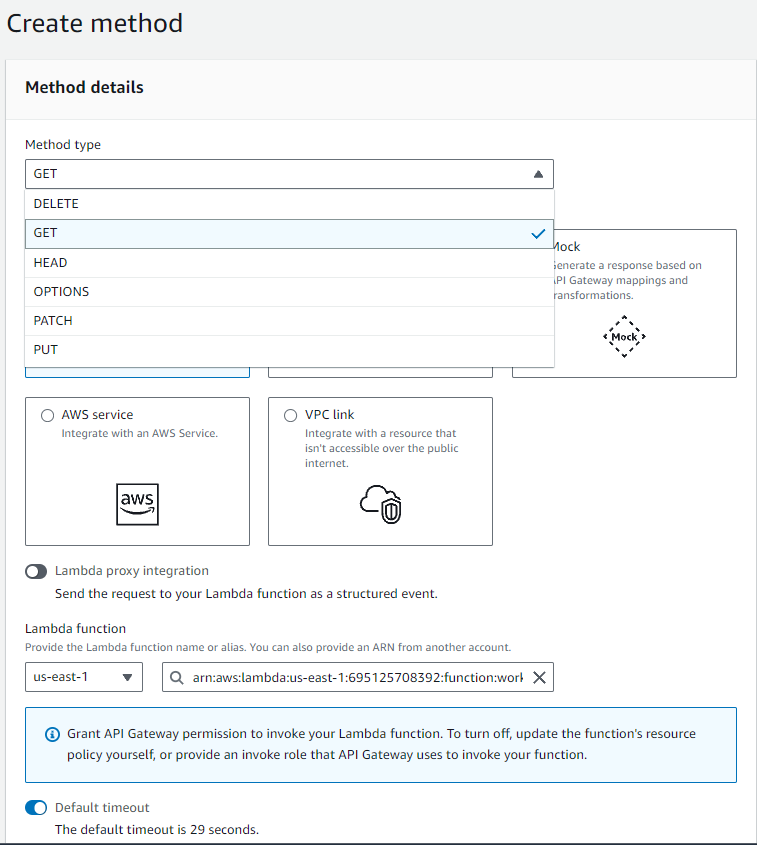 Create method
Method details
Method type
GET
DELETE
GET
HEAD
OPTIONS
PATCH
PUT
Mock
Generate a response based on
API Gateway mappings and
transformations.
Mock
AWS service
Integrate with an AWS Service.
aws
VPC link
Integrate with a resource that
isn't accessible over the public
internet.
Lambda proxy integration
Send the request to your Lambda function as a structured event.
Lambda function
Provide the Lambda function name or alias. You can also provide an ARN from another account.
us-east-1
arn:aws:lambda:us-east-1:695125708392:function:work
Grant API Gateway permission to invoke your Lambda function. To turn off, update the function's resource
policy yourself, or provide an invoke role that API Gateway uses to invoke your function.
Default timeout
The default timeout is 29 seconds.